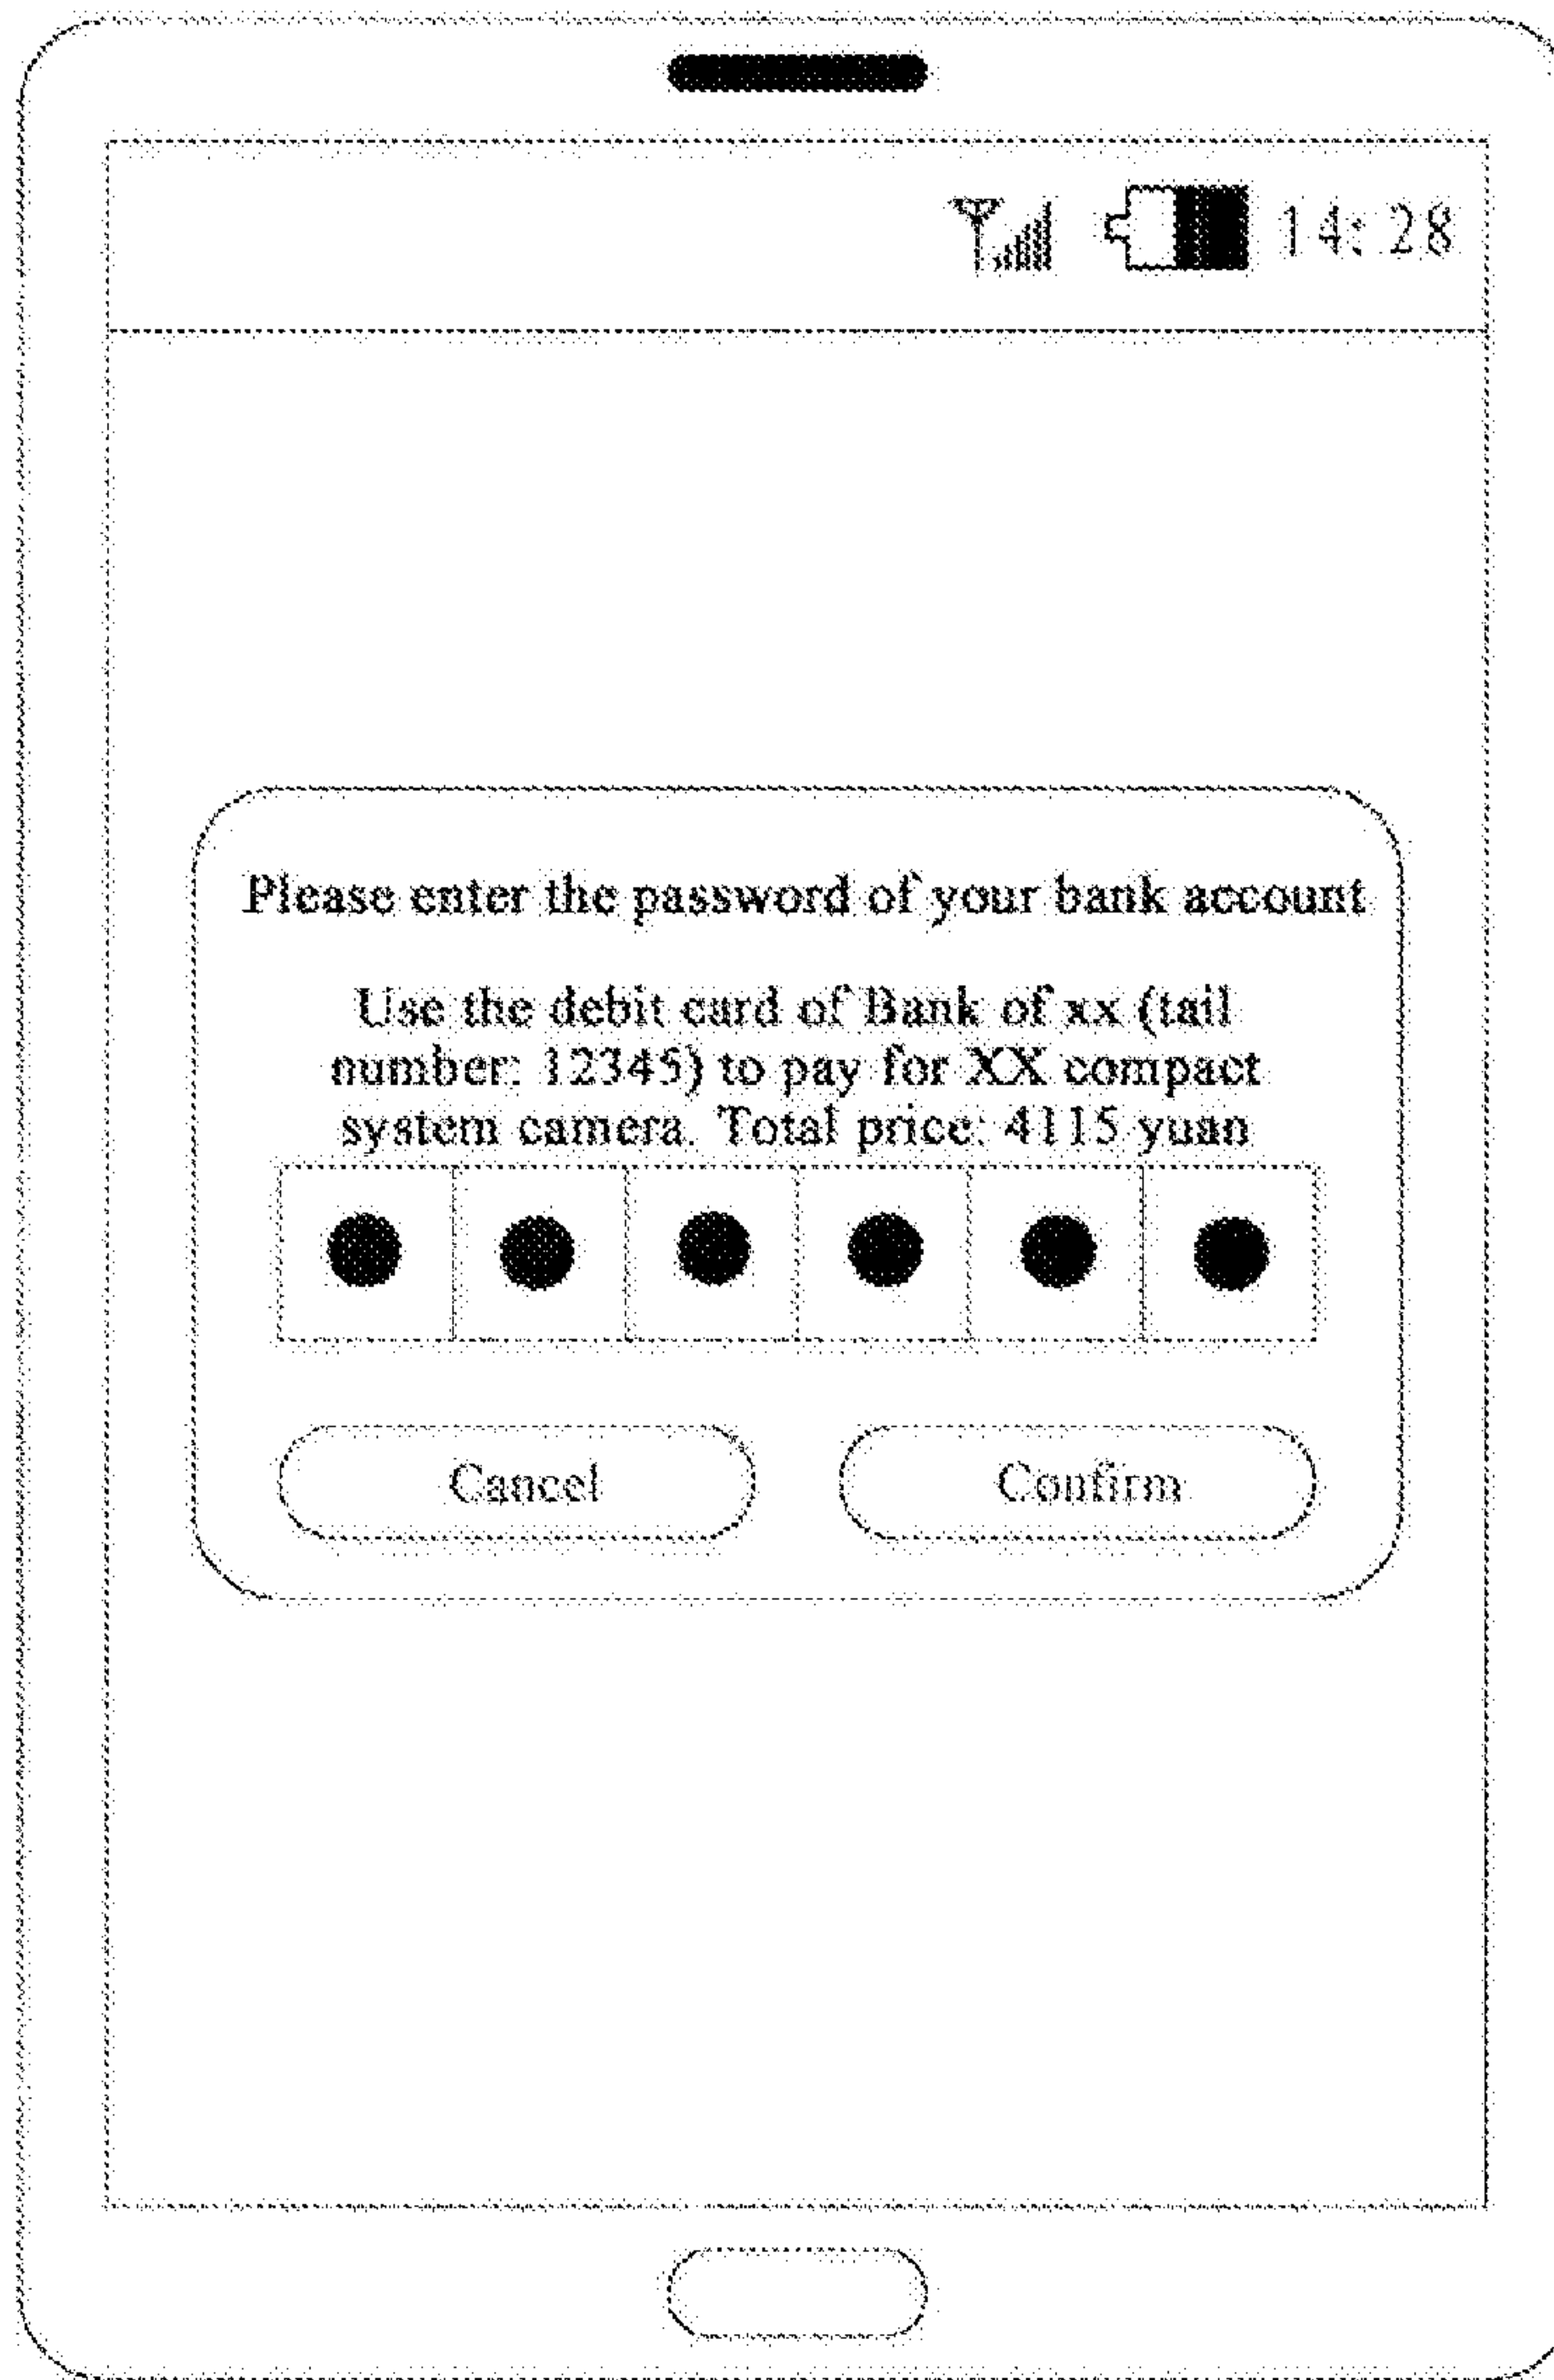 14:28
Please enter the password of your bank account
Use the debit card of Bank of xx (tail
number: 12345) to pay for XX compact
system camera. Total price: 4115 yuan
Cancel
Confirm